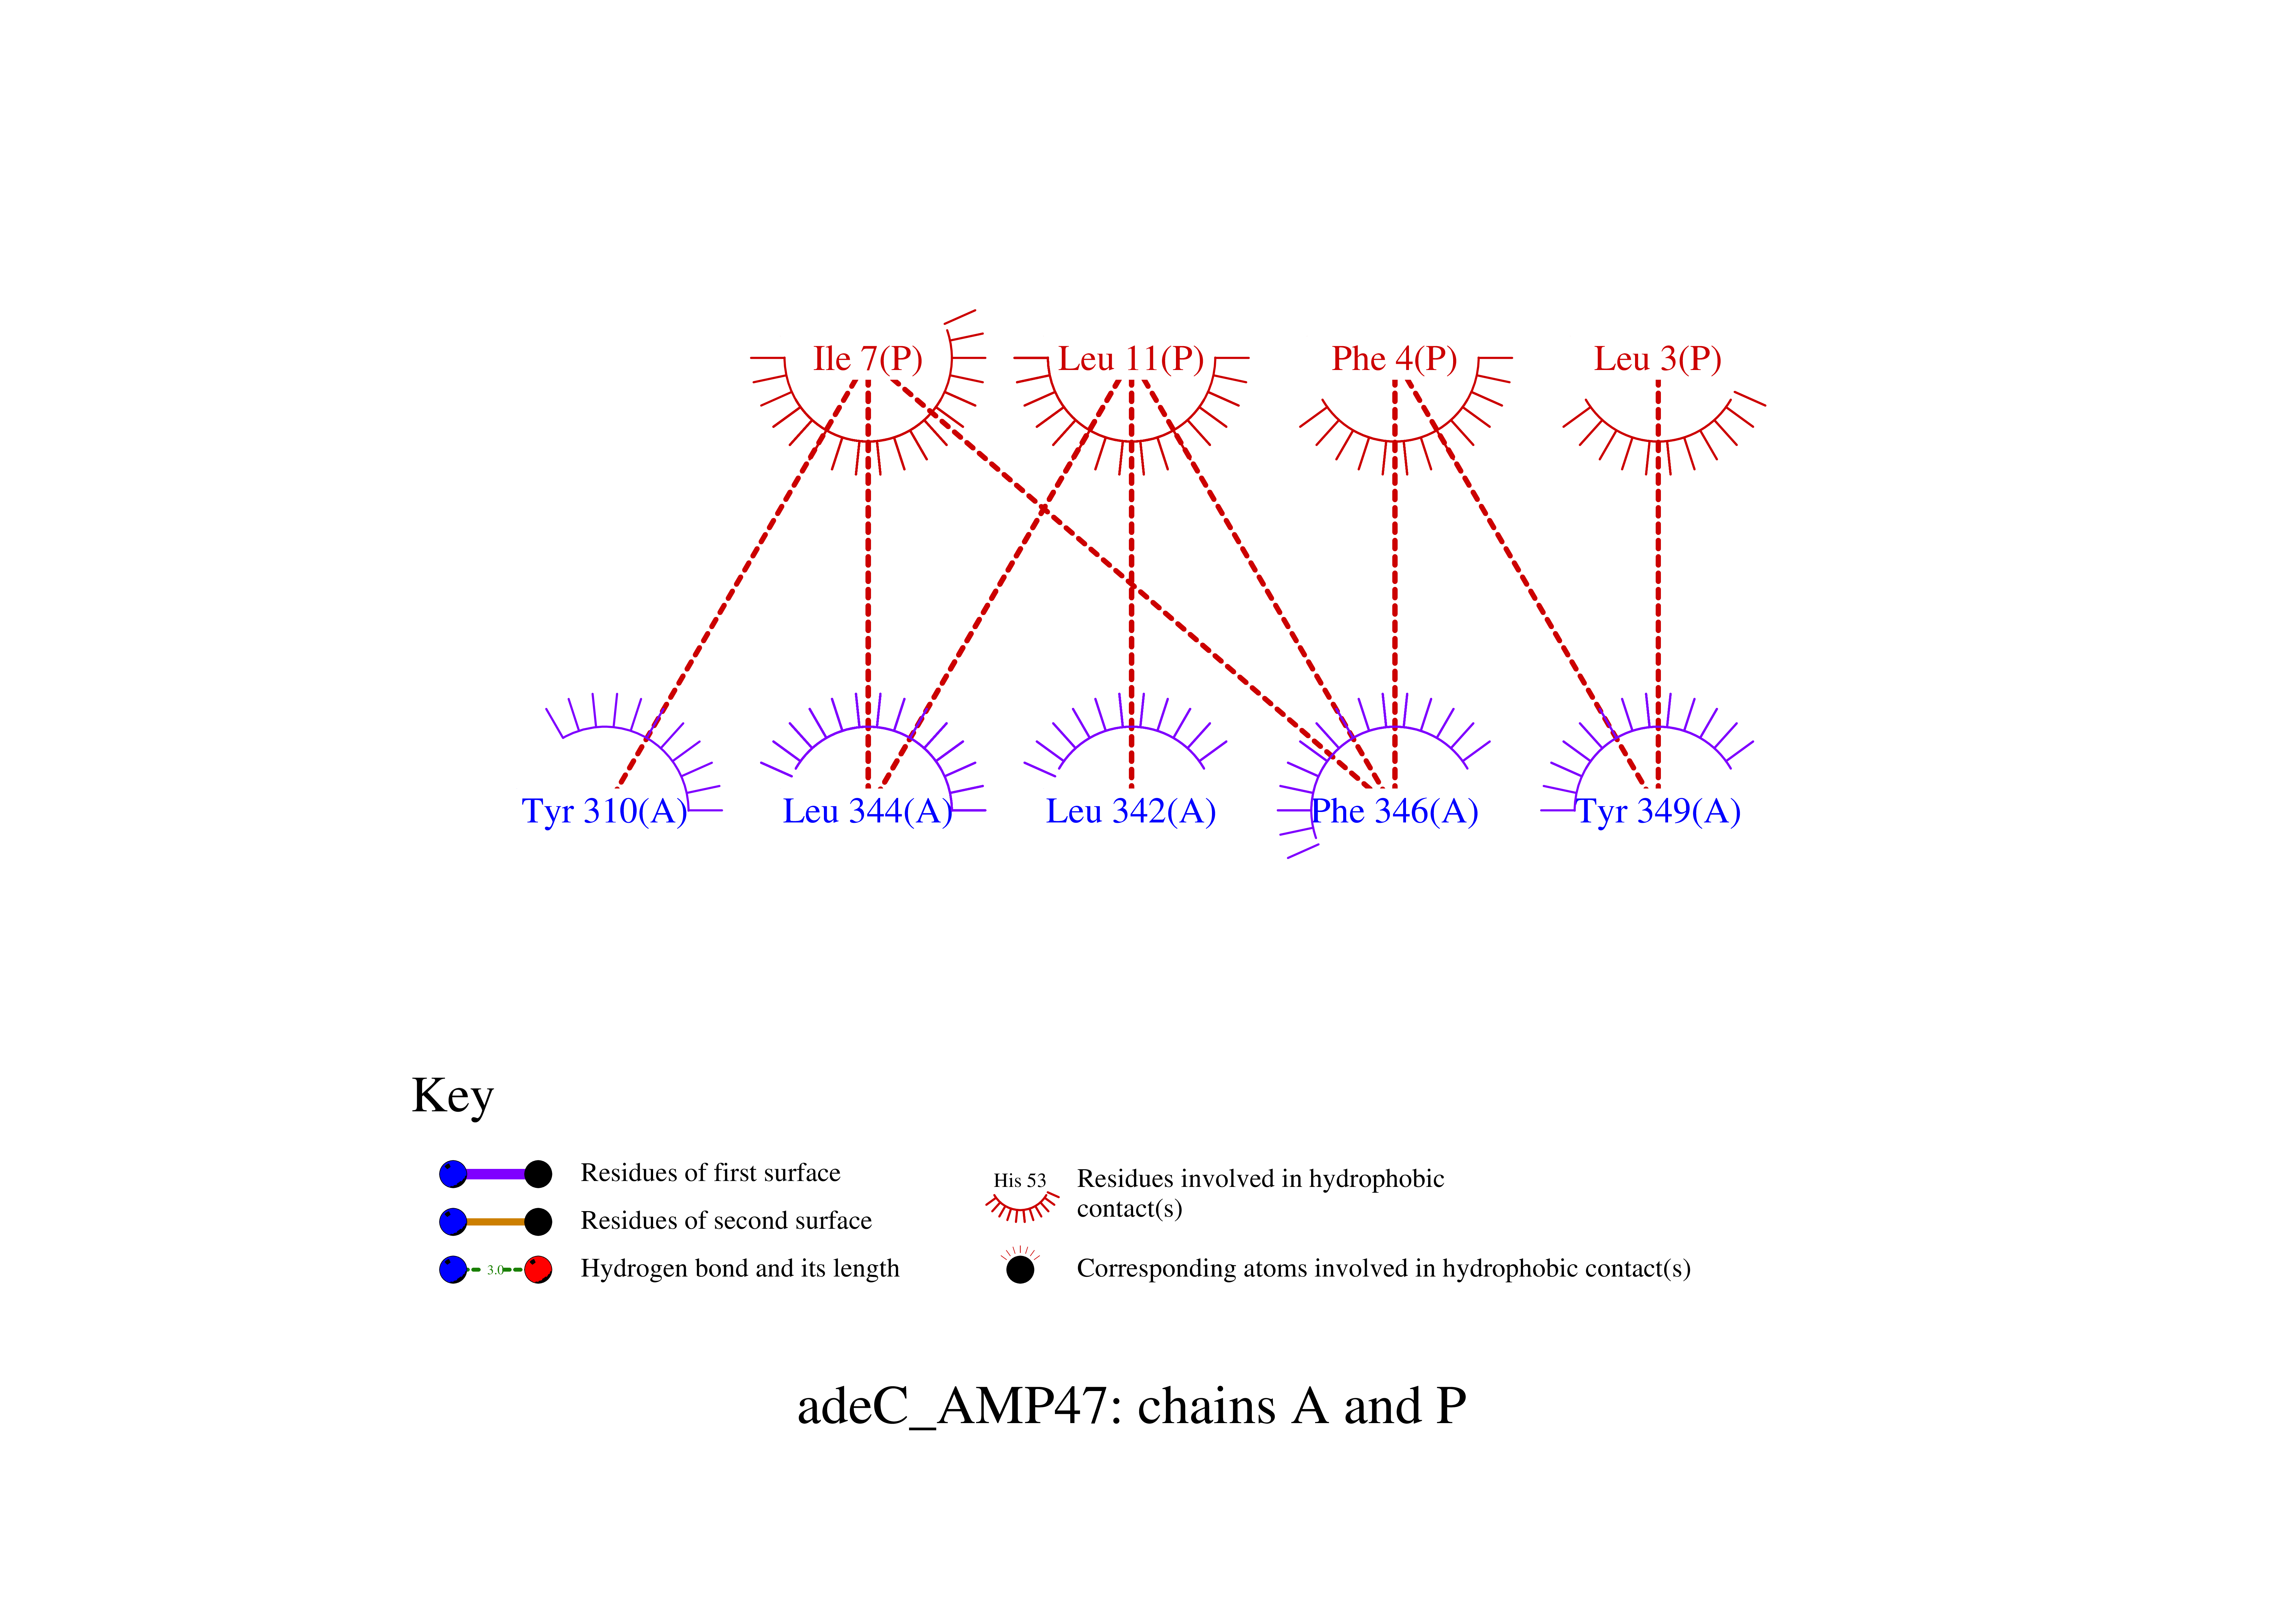 Ile 7(P) Leu 11(P) Phe 4(P) Leu 3(P)
Tyr 310(A) Leu 344(A) Leu 342(A) Phe 346(A) Tyr 349(A)
Key
Residues of first surface
Residues of second surface
3.0 Hydrogen bond and its length
His 53 Residues involved in hydrophobic
contact(s)
Corresponding atoms involved in hydrophobic contact(s)
adeC_AMP47: chains A and P